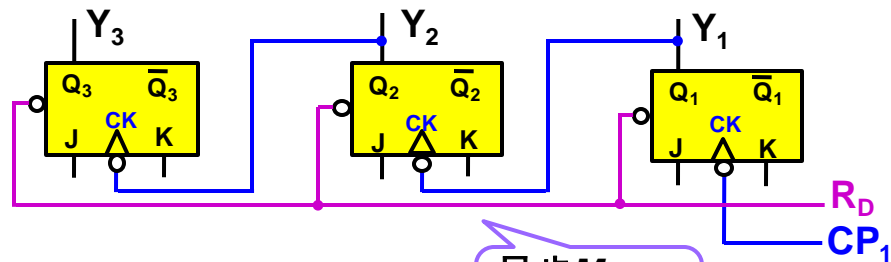 Y3 Y2 Y1
Q3 Q̅3 Q2 Q̅2 Q1 Q̅1
CK CK CK
J K J K J K
RD
CP1